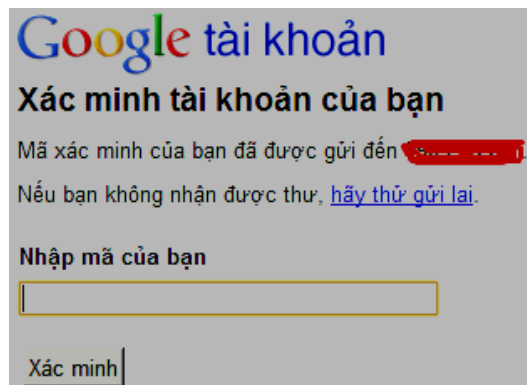 Google tài khoản
Xác minh tài khoản của bạn
Mã xác minh của bạn đã được gửi đến
Nếu bạn không nhận được thư, hãy thử gửi lại.
Nhập mã của bạn
Xác minh